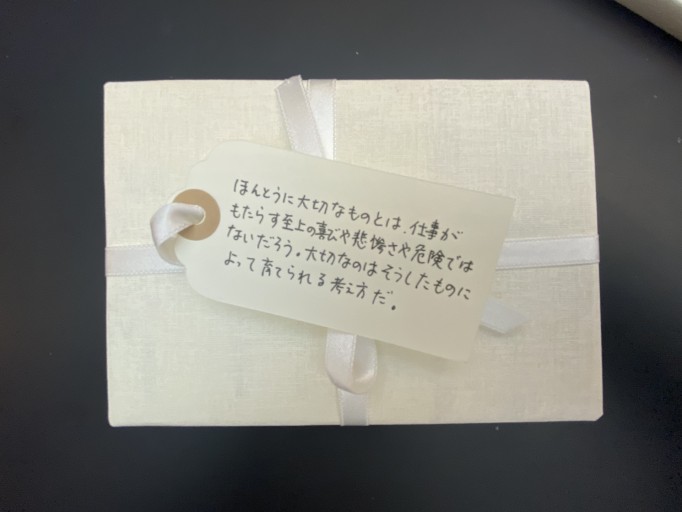 ほんとうに大切なものとは、仕事が
もたらす至上の喜びや悲惨さや危険では
ないだろう。大切なのはそうしたものに
よって育てられる考え方だ。